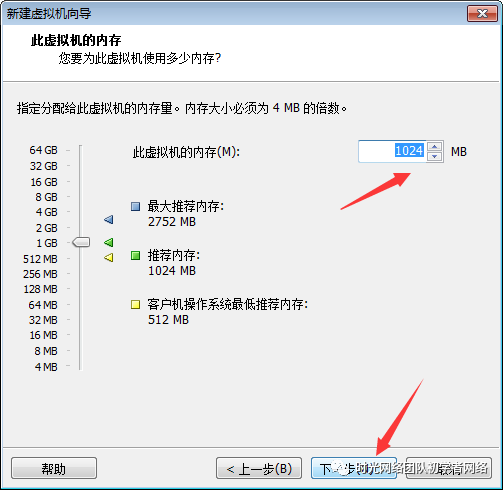 新建虚拟机向导
此虚拟机的内存
您要为此虚拟机使用多少内存?
指定分配给此虚拟机的内存量。内存大小必须为 4 MB 的倍数。
64 GB
32 GB
16 GB
8 GB
4 GB
2 GB
1 GB
512 MB
256 MB
128 MB
64 MB
32 MB
16 MB
8 MB
4 MB
此虚拟机的内存(M):
1024 MB
最大推荐内存:
2752 MB
推荐内存:
1024 MB
客户机操作系统最低推荐内存:
512 MB
帮助
< 上一步(B)
下一步
取消
时光网络团队初学者网络